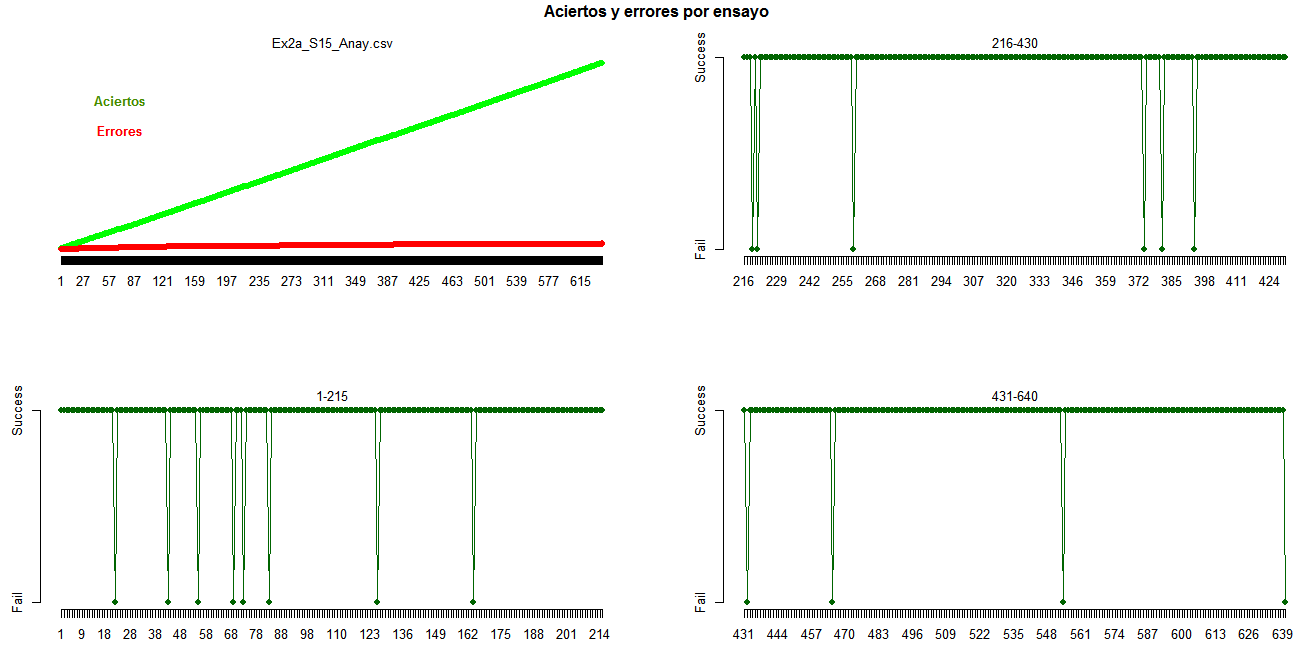 Aciertos y errores por ensayo
Ex2a_S15_Anay.csv
Aciertos
Errores
1 27 57 87 121 159 197 235 273 311 349 387 425 463 501 539 577 615
216-430
Success
Fail
216 229 242 255 268 281 294 307 320 333 346 359 372 385 398 411 424
1-215
Success
Fail
1 9 18 28 38 48 58 68 78 88 98 110 123 136 149 162 175 188 201 214
431-640
Success
Fail
431 444 457 470 483 496 509 522 535 548 561 574 587 600 613 626 639